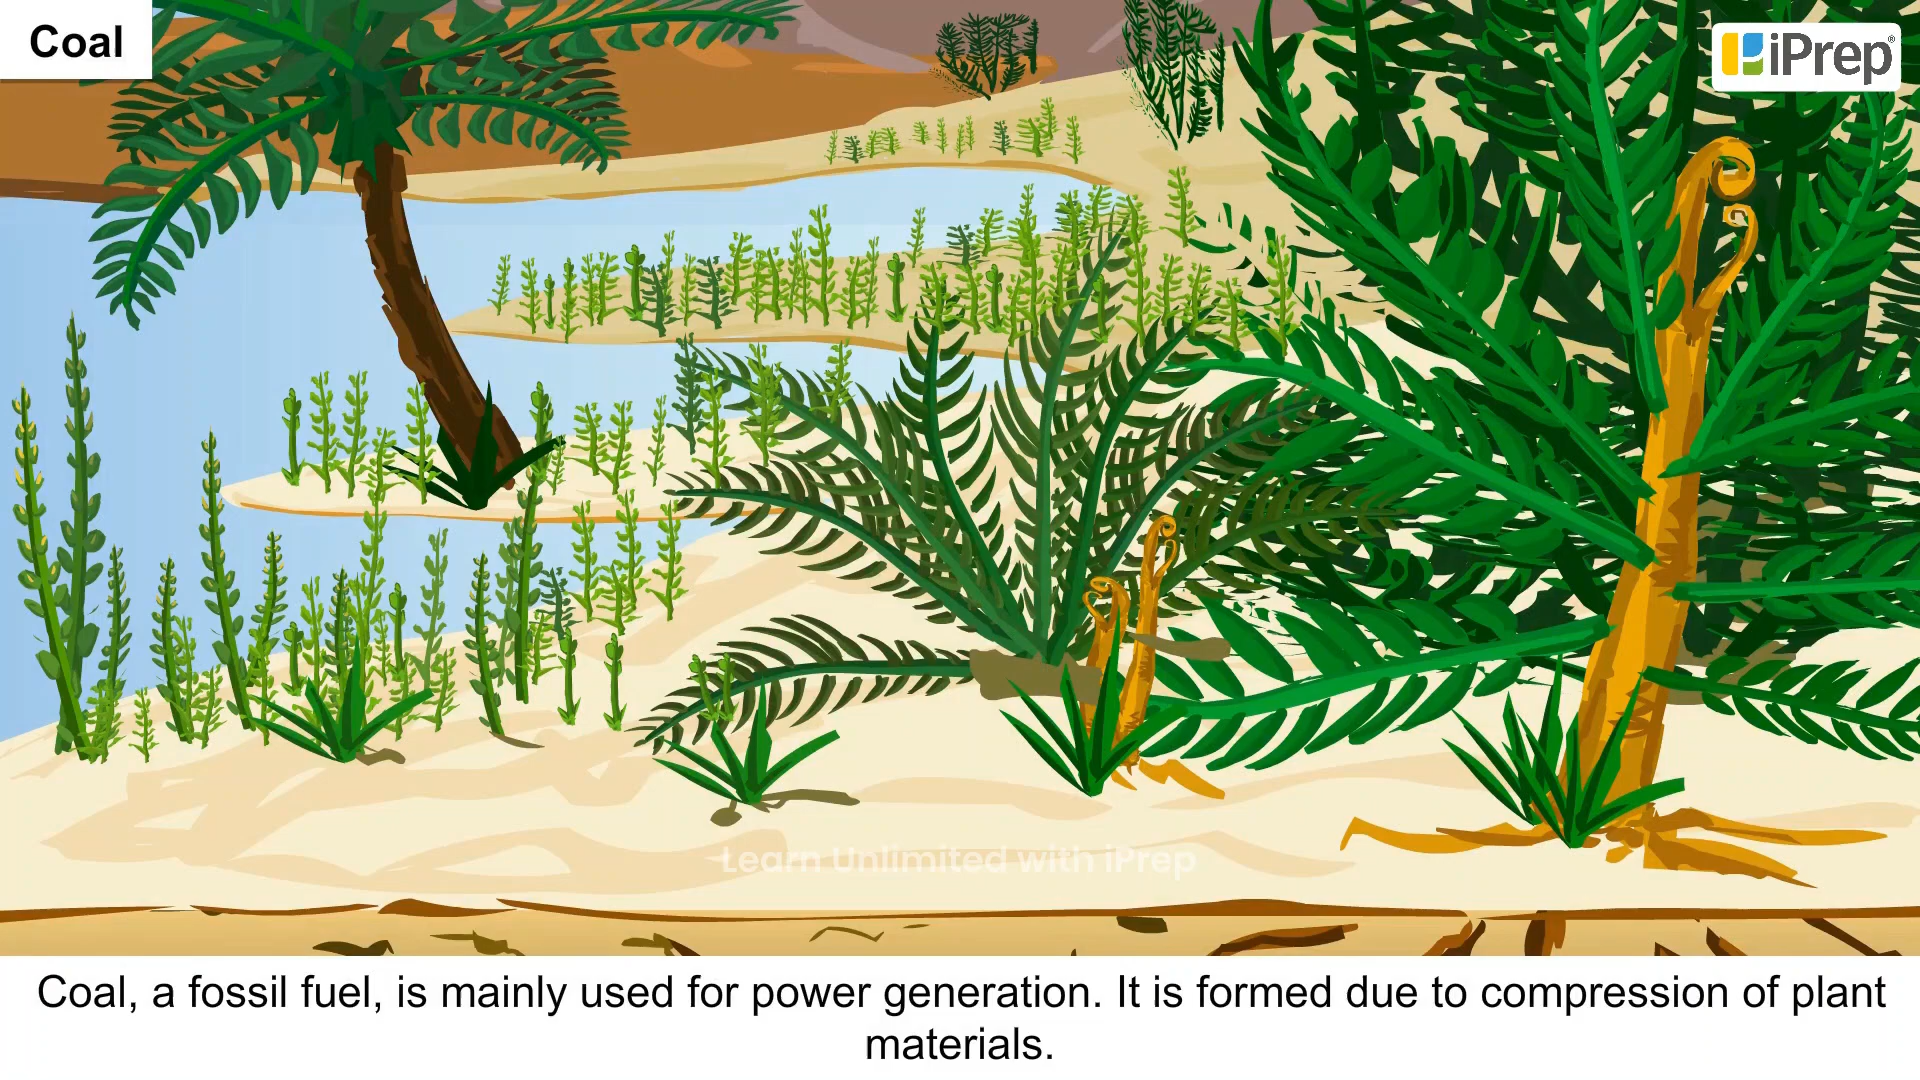 Coal
iPrep®
Learn Unlimited with iPrep
Coal, a fossil fuel, is mainly used for power generation. It is formed due to compression of plant
materials.